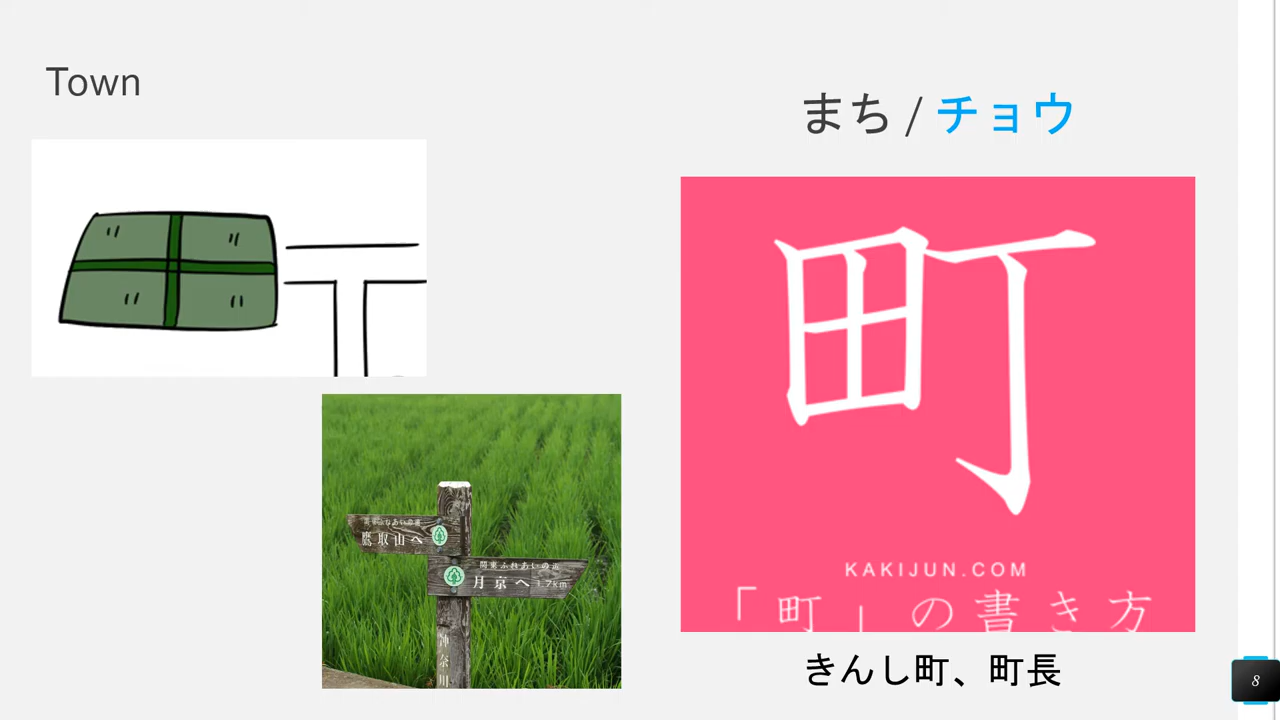 Town
まち / チョウ
町
KAKIJUN.COM
「町」の書き方
関東ふれあいの道
鷹取山へ
関東ふれあいの道
月京へ 1.7km
神奈川
きんし町、町長
8